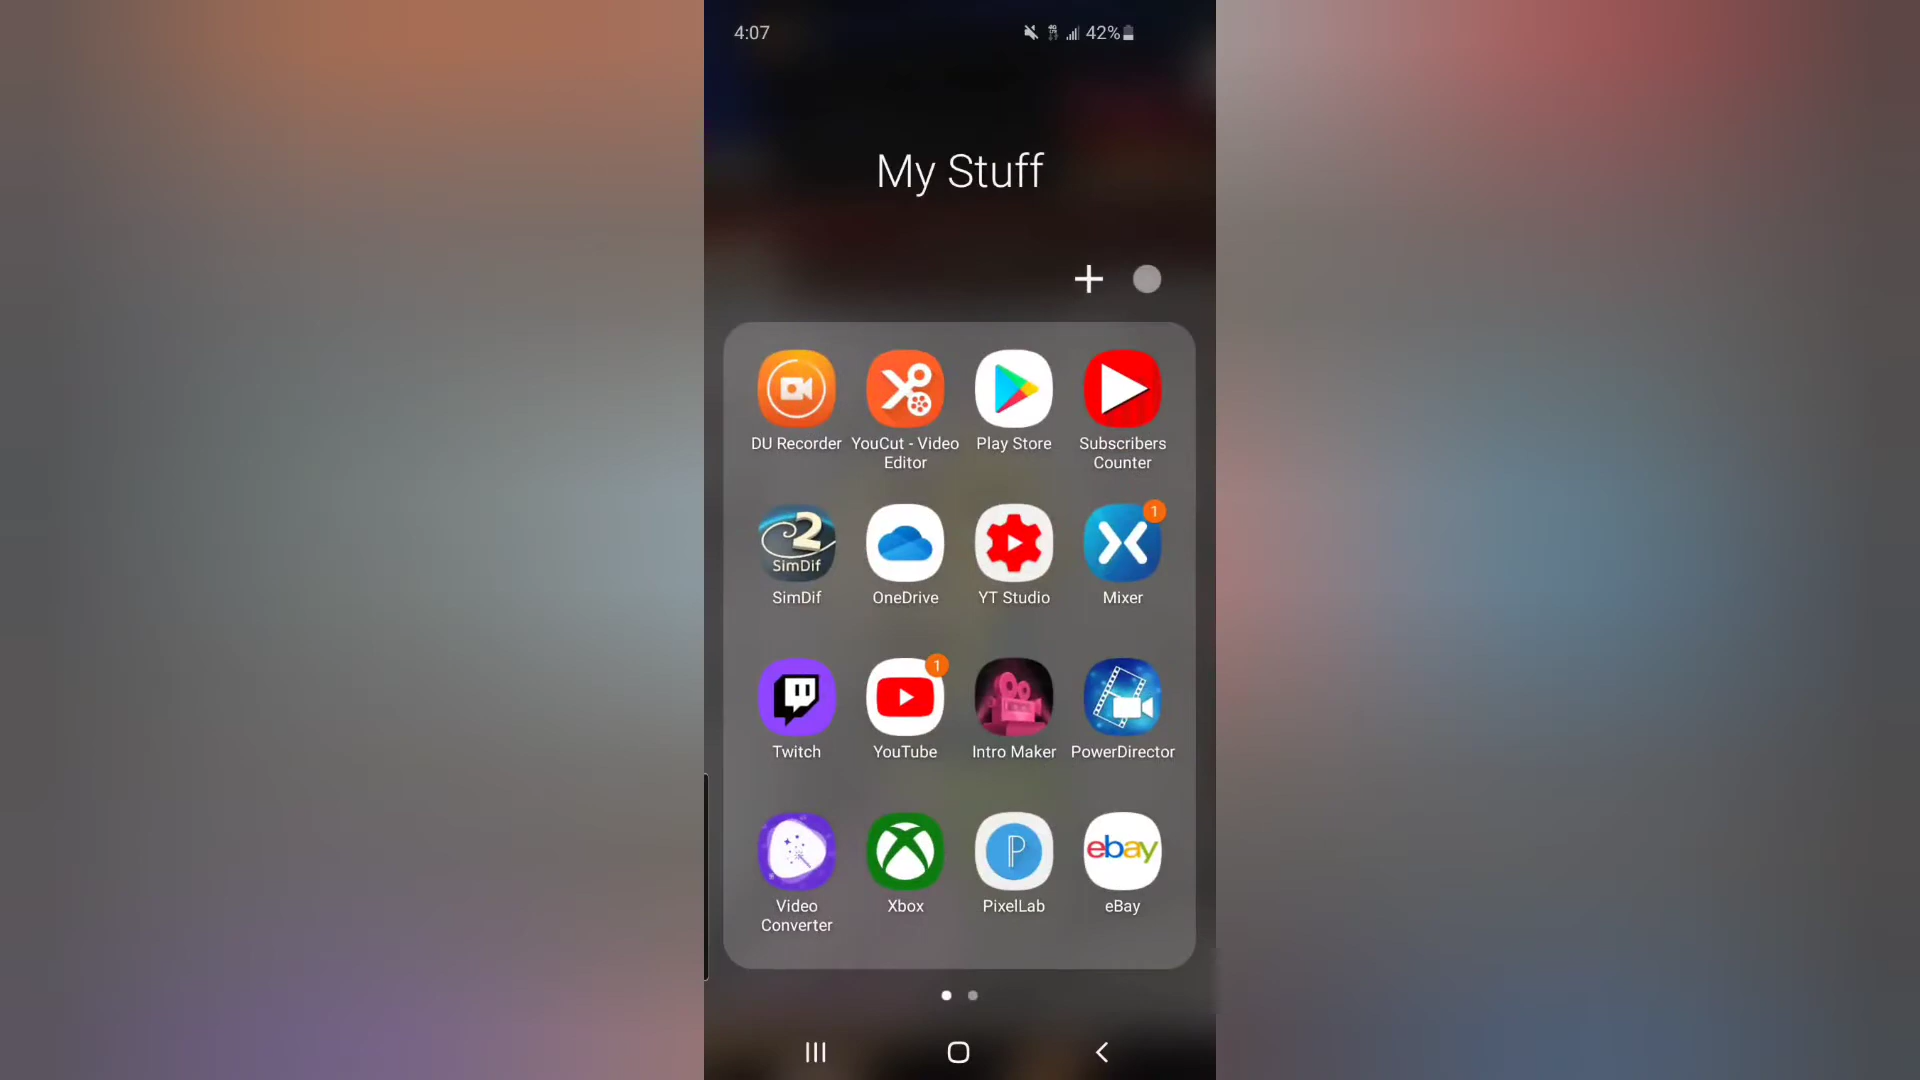 4:07
42%
My Stuff
DU Recorder
YouCut - Video
Editor
Play Store
Subscribers
Counter
2
SimDif
SimDif
OneDrive
YT Studio
1
Mixer
Twitch
1
YouTube
Intro Maker
PowerDirector
Video
Converter
Xbox
P
PixelLab
ebay
eBay